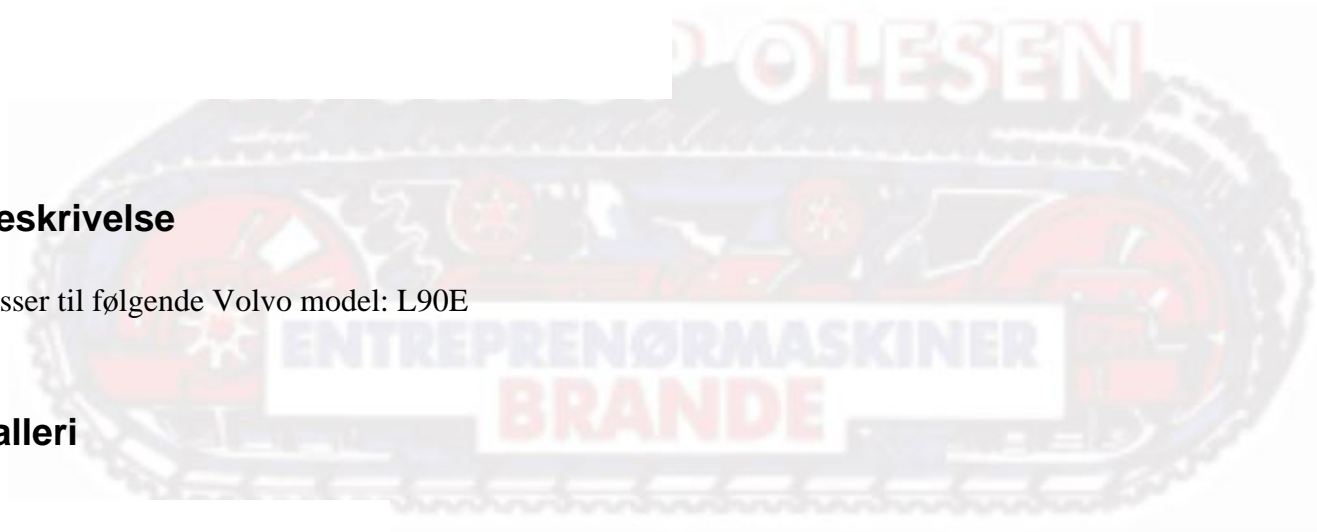 P OLESEN
eskrivelse
sser til følgende Volvo model: L90E
ENTREPRENØRMASKINER
BRANDE
alleri